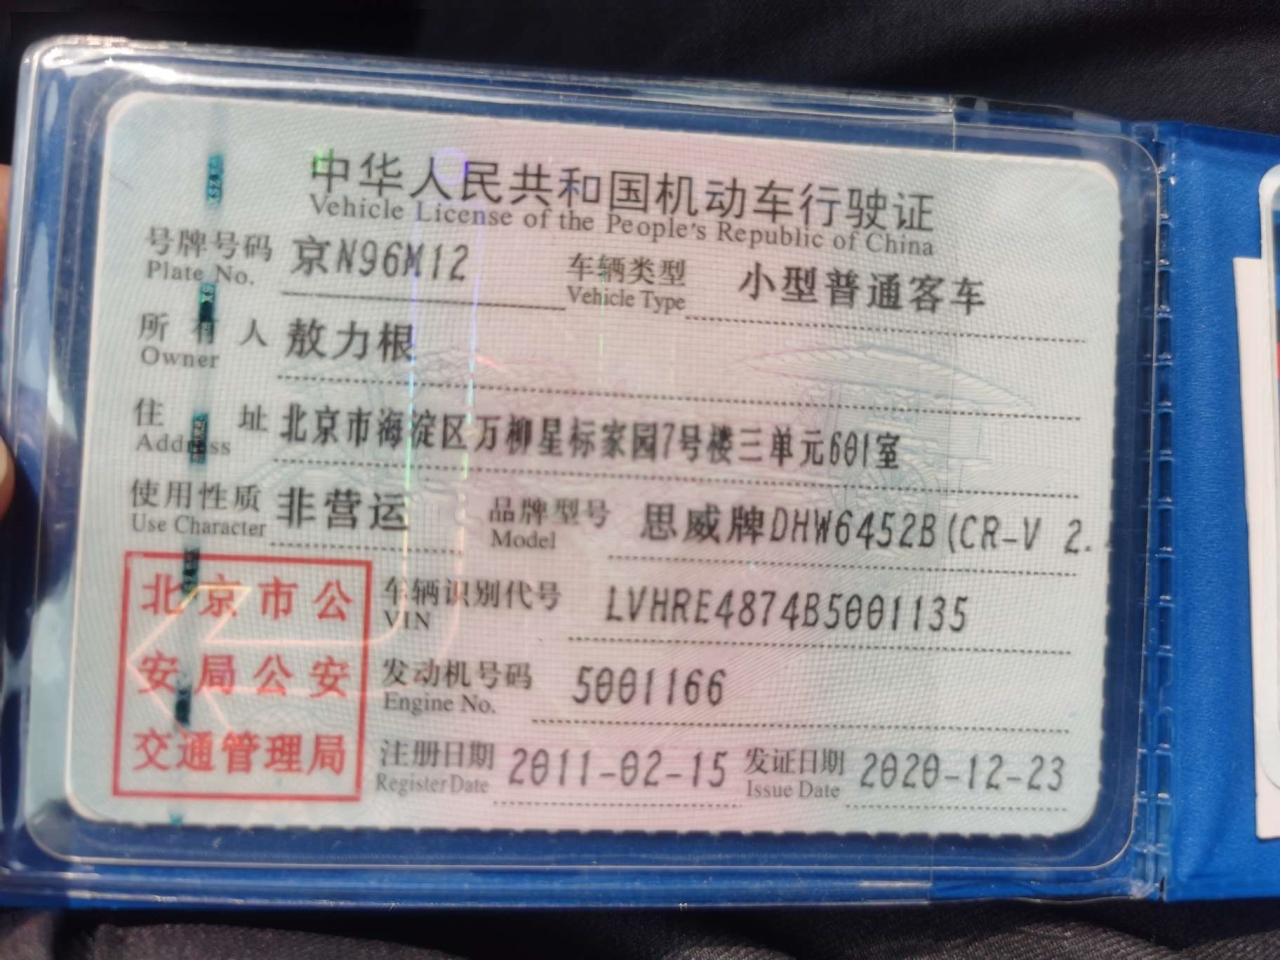 中华人民共和国机动车行驶证
Vehicle License of the People's Republic of China
号牌号码 京N96M12 车辆类型 小型普通客车
Plate No. Vehicle Type
所有人 敖力根
Owner
住址 北京市海淀区万柳星标家园7号楼三单元601室
Address
使用性质 非营运 品牌型号 思威牌DHW6452B(CR-V 2.
Use Character Model
北京市公
安局公安
交通管理局
车辆识别代号 LVHRE4874B5001135
VIN
发动机号码 5001166
Engine No.
注册日期 2011-02-15 发证日期 2020-12-23
Register Date Issue Date